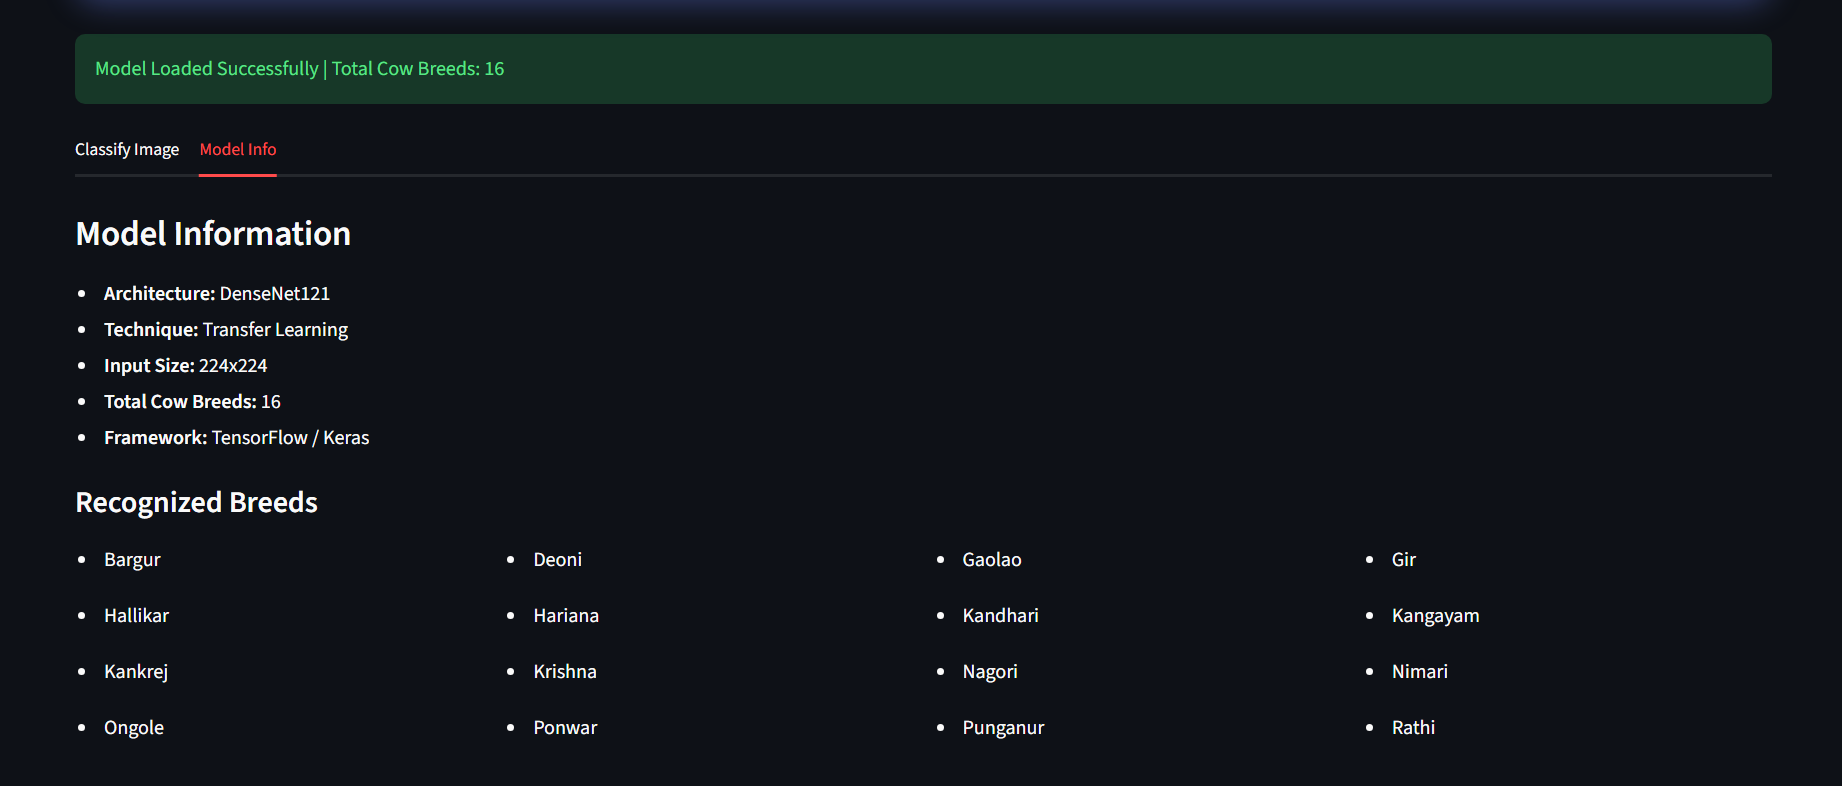 Model Loaded Successfully | Total Cow Breeds: 16
Classify Image Model Info
Model Information
Architecture: DenseNet121
Technique: Transfer Learning
Input Size: 224x224
Total Cow Breeds: 16
Framework: TensorFlow / Keras
Recognized Breeds
Bargur Deoni Gaolao Gir
Hallikar Hariana Kandhari Kangayam
Kankrej Krishna Nagori Nimari
Ongole Ponwar Punganur Rathi